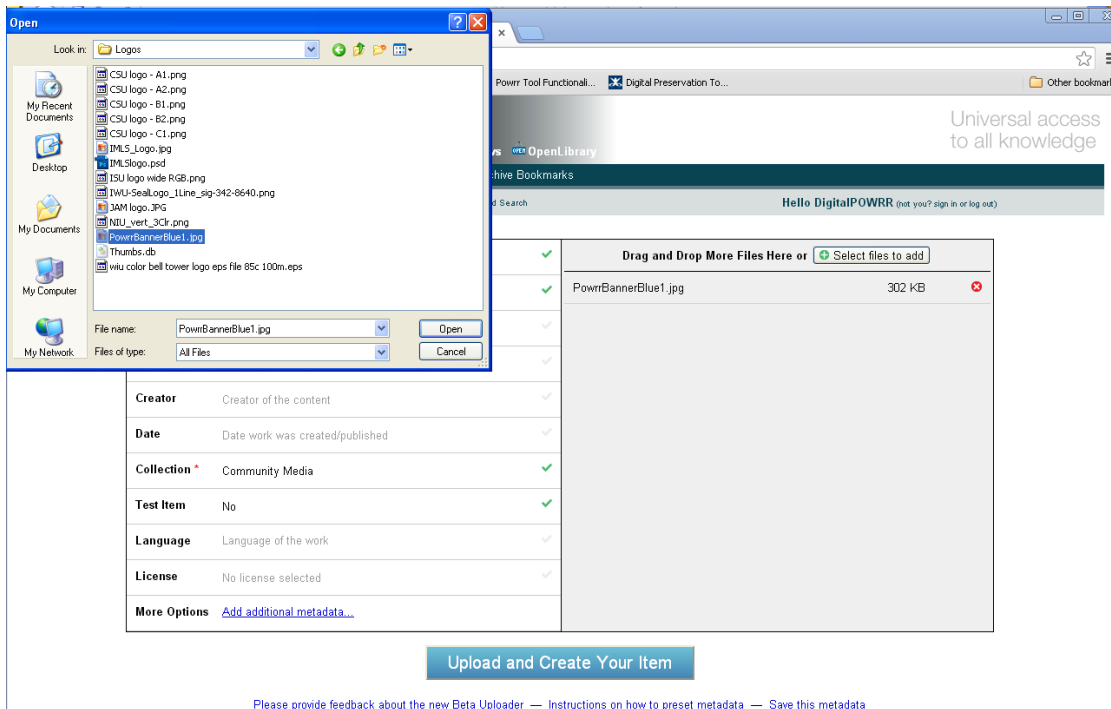 Open
Look in: Logos
My Recent Documents
Desktop
My Documents
My Computer
My Network
CSU logo - A1.png
CSU logo - A2.png
CSU logo - B1.png
CSU logo - B2.png
CSU logo - C1.png
IMLS_Logo.jpg
IMLSlogo.psd
ISU logo wide RGB.png
IWU-SealLogo_1Line_sig-342-8640.png
JAM logo.JPG
NIU_vert_3Clr.png
PowrrBannerBlue1.jpg
Thumbs.db
wiu color bell tower logo eps file 85c 100m.eps
File name: PowrrBannerBlue1.jpg Open
Files of type: All Files Cancel
Powrr Tool Functionali... Digital Preservation To... Other bookmar
Universal access
to all knowledge
OPEN OpenLibrary
chive Bookmarks
d Search Hello DigitalPOWRR (not you? sign in or log out)
Drag and Drop More Files Here or Select files to add
PowrrBannerBlue1.jpg 302 KB
Creator Creator of the content
Date Date work was created/published
Collection * Community Media
Test Item No
Language Language of the work
License No license selected
More Options Add additional metadata...
Upload and Create Your Item
Please provide feedback about the new Beta Uploader — Instructions on how to preset metadata — Save this metadata